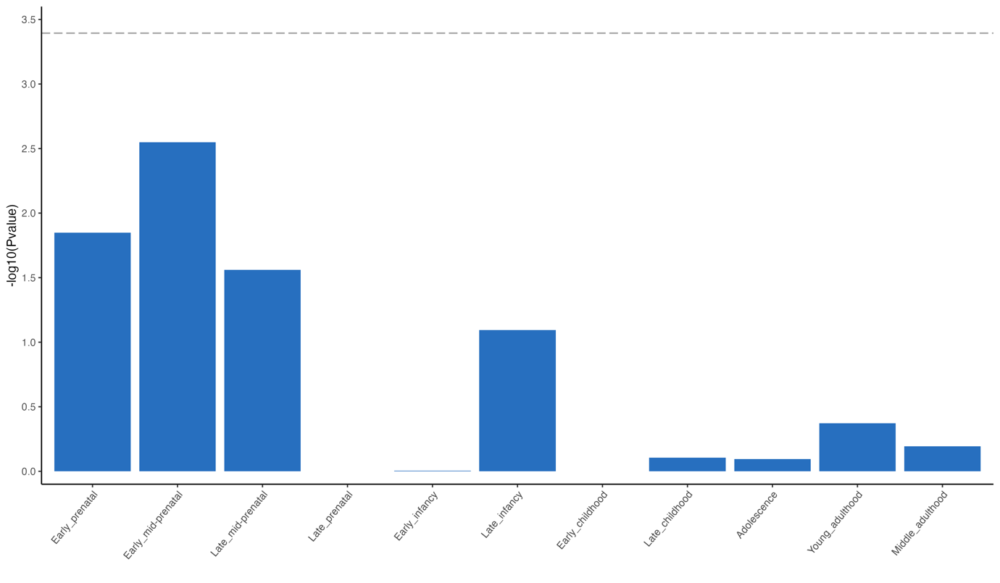 -log10(Pvalue)
3.5
3.0
2.5
2.0
1.5
1.0
0.5
0.0
Early_prenatal
Early_mid-prenatal
Late_mid-prenatal
Late_prenatal
Early_infancy
Late_infancy
Early_childhood
Late_childhood
Adolescence
Young_adulthood
Middle_adulthood